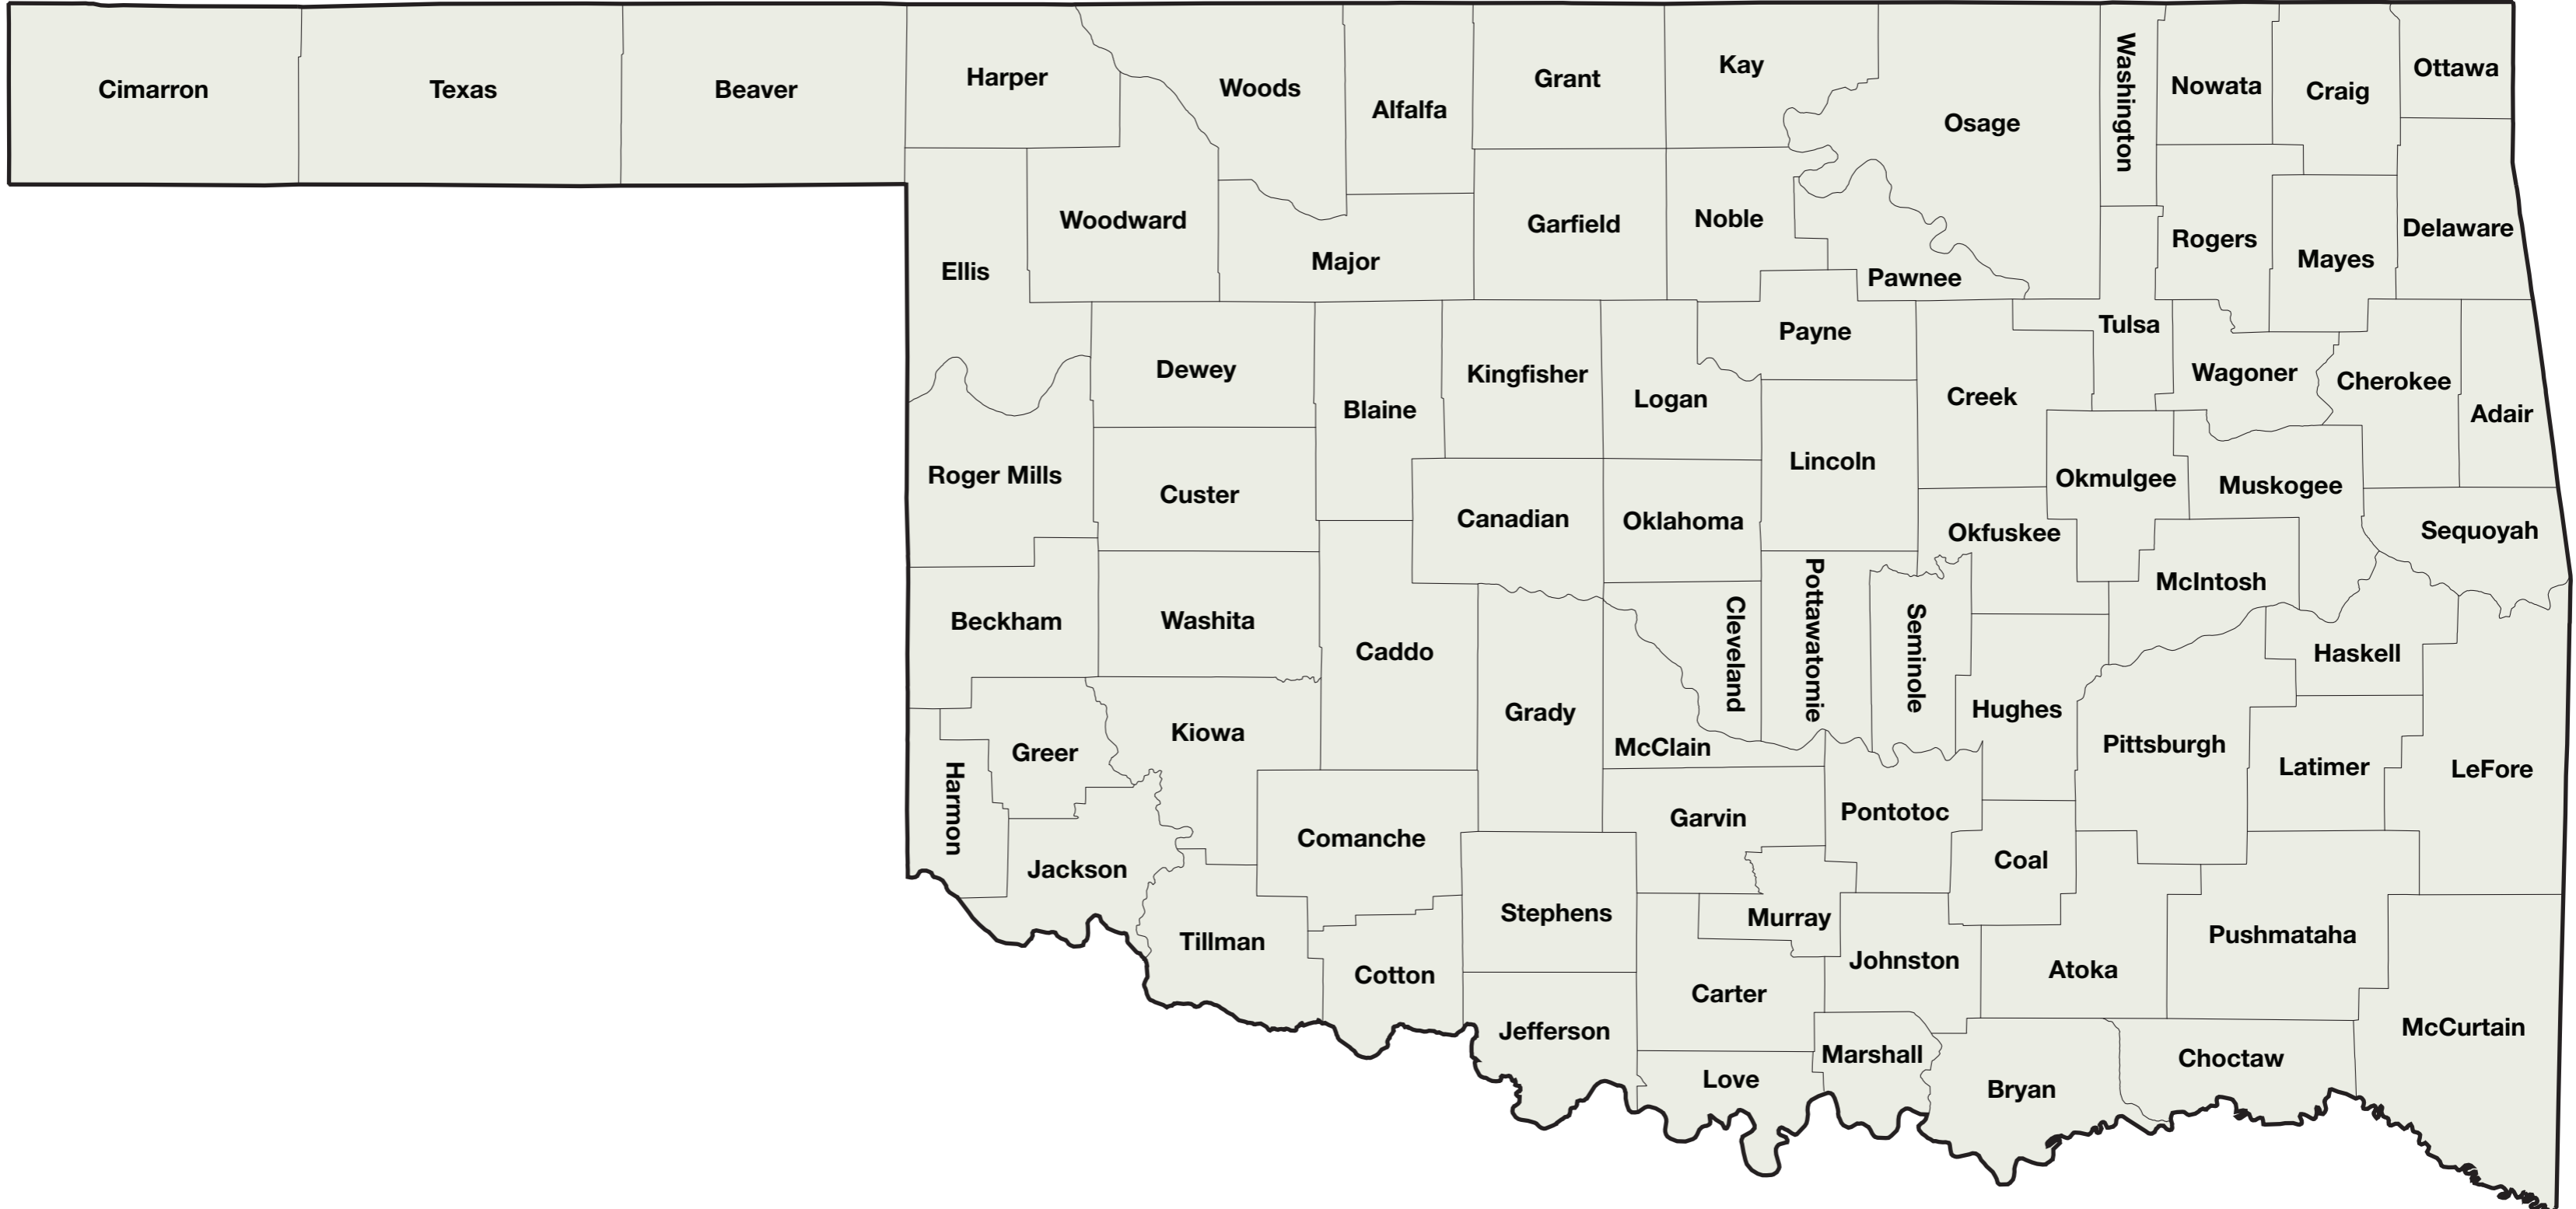 Cimarron
Texas
Beaver
Harper
Woods
Alfalfa
Grant
Kay
Osage
Washington
Nowata
Craig
Ottawa
Ellis
Woodward
Major
Garfield
Noble
Pawnee
Rogers
Mayes
Delaware
Roger Mills
Dewey
Custer
Blaine
Kingfisher
Logan
Payne
Lincoln
Creek
Tulsa
Wagoner
Cherokee
Adair
Canadian
Oklahoma
Okfuskee
Okmulgee
Muskogee
Sequoyah
McIntosh
Beckham
Washita
Caddo
Grady
McClain
Cleveland
Pottawatomie
Seminole
Hughes
Pittsburgh
Haskell
Latimer
LeFore
Harmon
Greer
Kiowa
Jackson
Comanche
Tillman
Cotton
Stephens
Garvin
Pontotoc
Coal
Murray
Johnston
Atoka
Pushmataha
McCurtain
Jefferson
Carter
Love
Marshall
Bryan
Choctaw